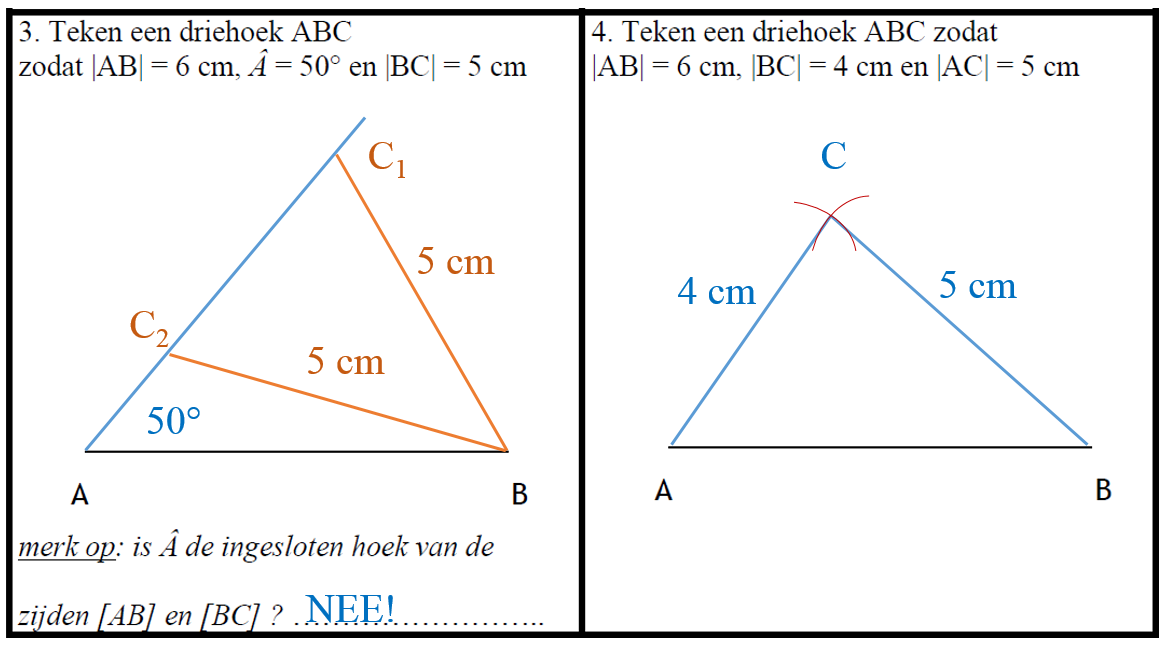 3. Teken een driehoek ABC
zodat |AB| = 6 cm, Â = 50° en |BC| = 5 cm
C₁
5 cm
C₂
5 cm
50°
A
B
merk op: is Â de ingesloten hoek van de
zijden [AB] en [BC] ? ...NEE!........................
4. Teken een driehoek ABC zodat
|AB| = 6 cm, |BC| = 4 cm en |AC| = 5 cm
C
4 cm
5 cm
A
B